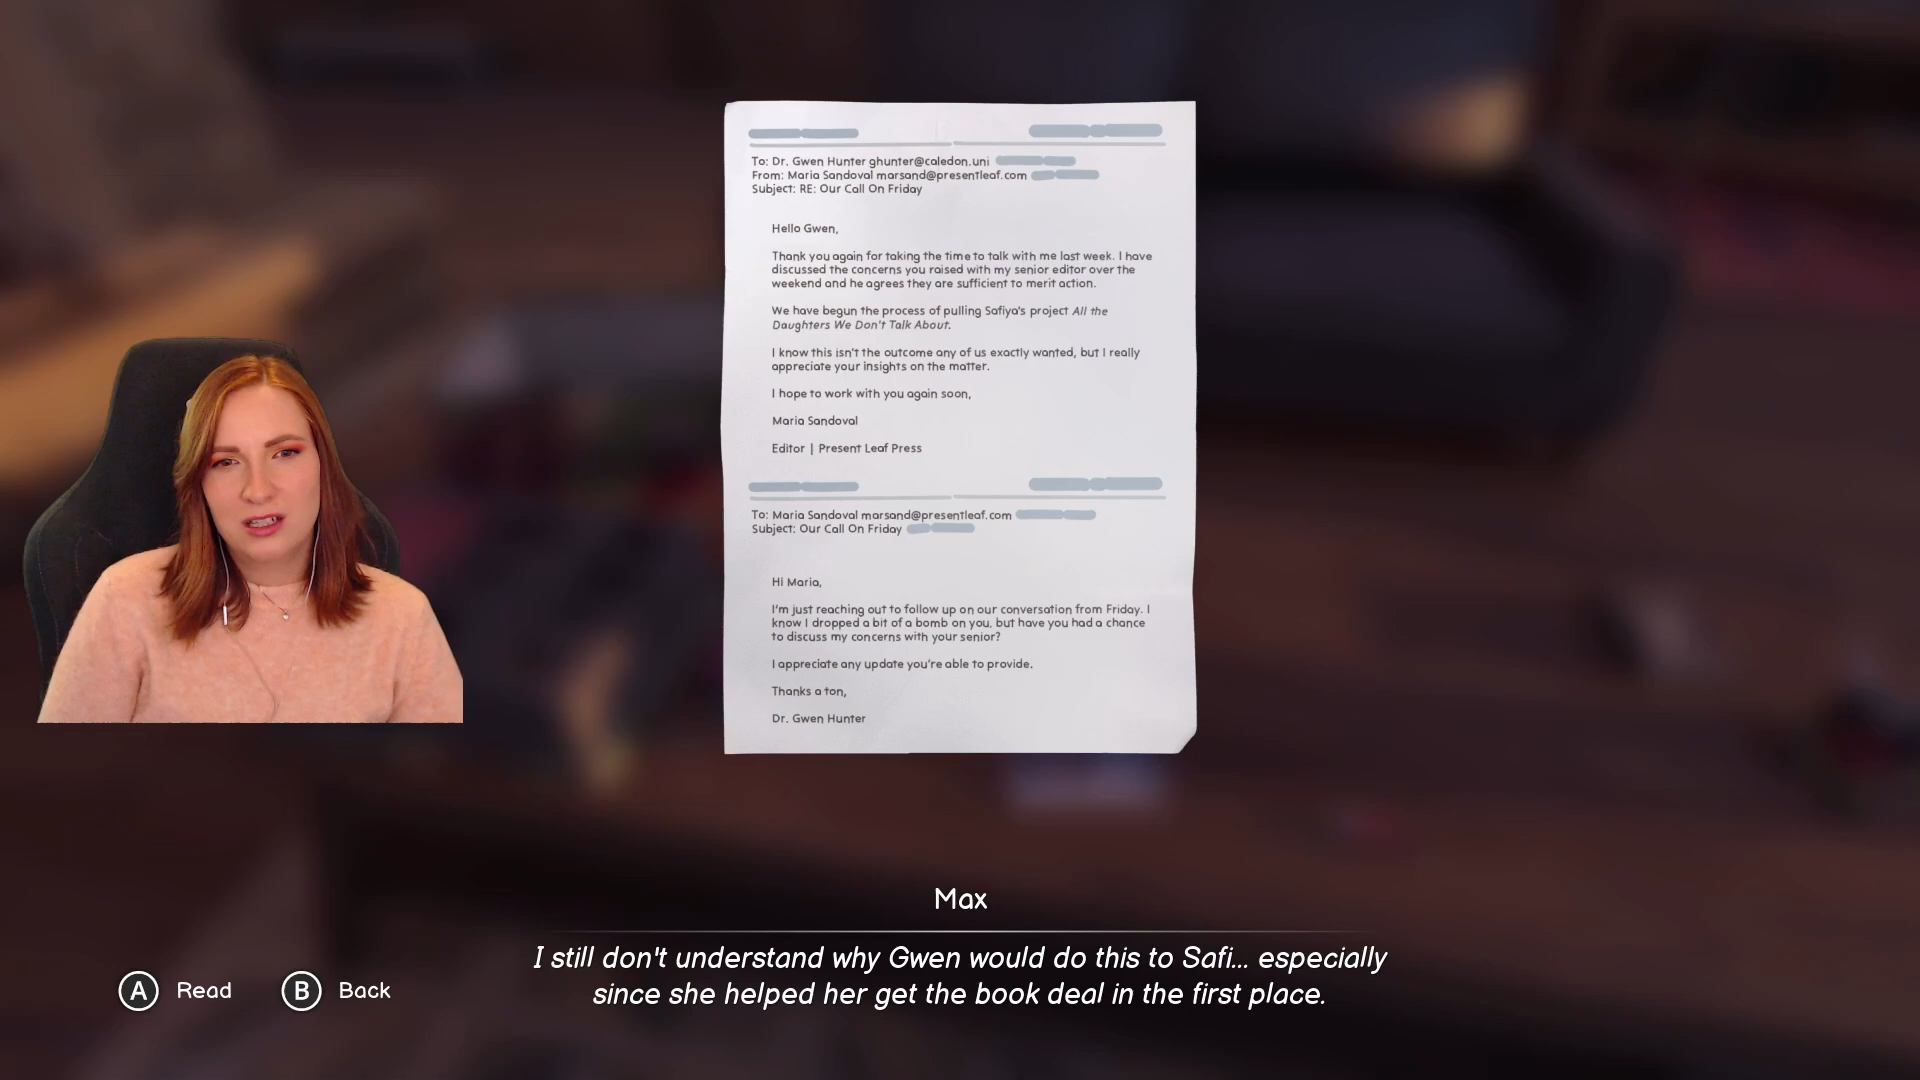 To: Dr. Gwen Hunter ghunter@caledon.uni
From: Maria Sandoval marsand@presentleaf.com
Subject: RE: Our Call On Friday
Hello Gwen,
Thank you again for taking the time to talk with me last week. I have
discussed the concerns you raised with my senior editor over the
weekend and he agrees they are sufficient to merit action.
We have begun the process of pulling Safiya's project All the
Daughters We Don't Talk About.
I know this isn't the outcome any of us exactly wanted, but I really
appreciate your insights on the matter.
I hope to work with you again soon,
Maria Sandoval
Editor | Present Leaf Press
To: Maria Sandoval marsand@presentleaf.com
Subject: Our Call On Friday
Hi Maria,
I'm just reaching out to follow up on our conversation from Friday. I
know I dropped a bit of a bomb on you, but have you had a chance
to discuss my concerns with your senior?
I appreciate any update you're able to provide.
Thanks a ton,
Dr. Gwen Hunter
Max
I still don't understand why Gwen would do this to Safi... especially
since she helped her get the book deal in the first place.
A Read B Back